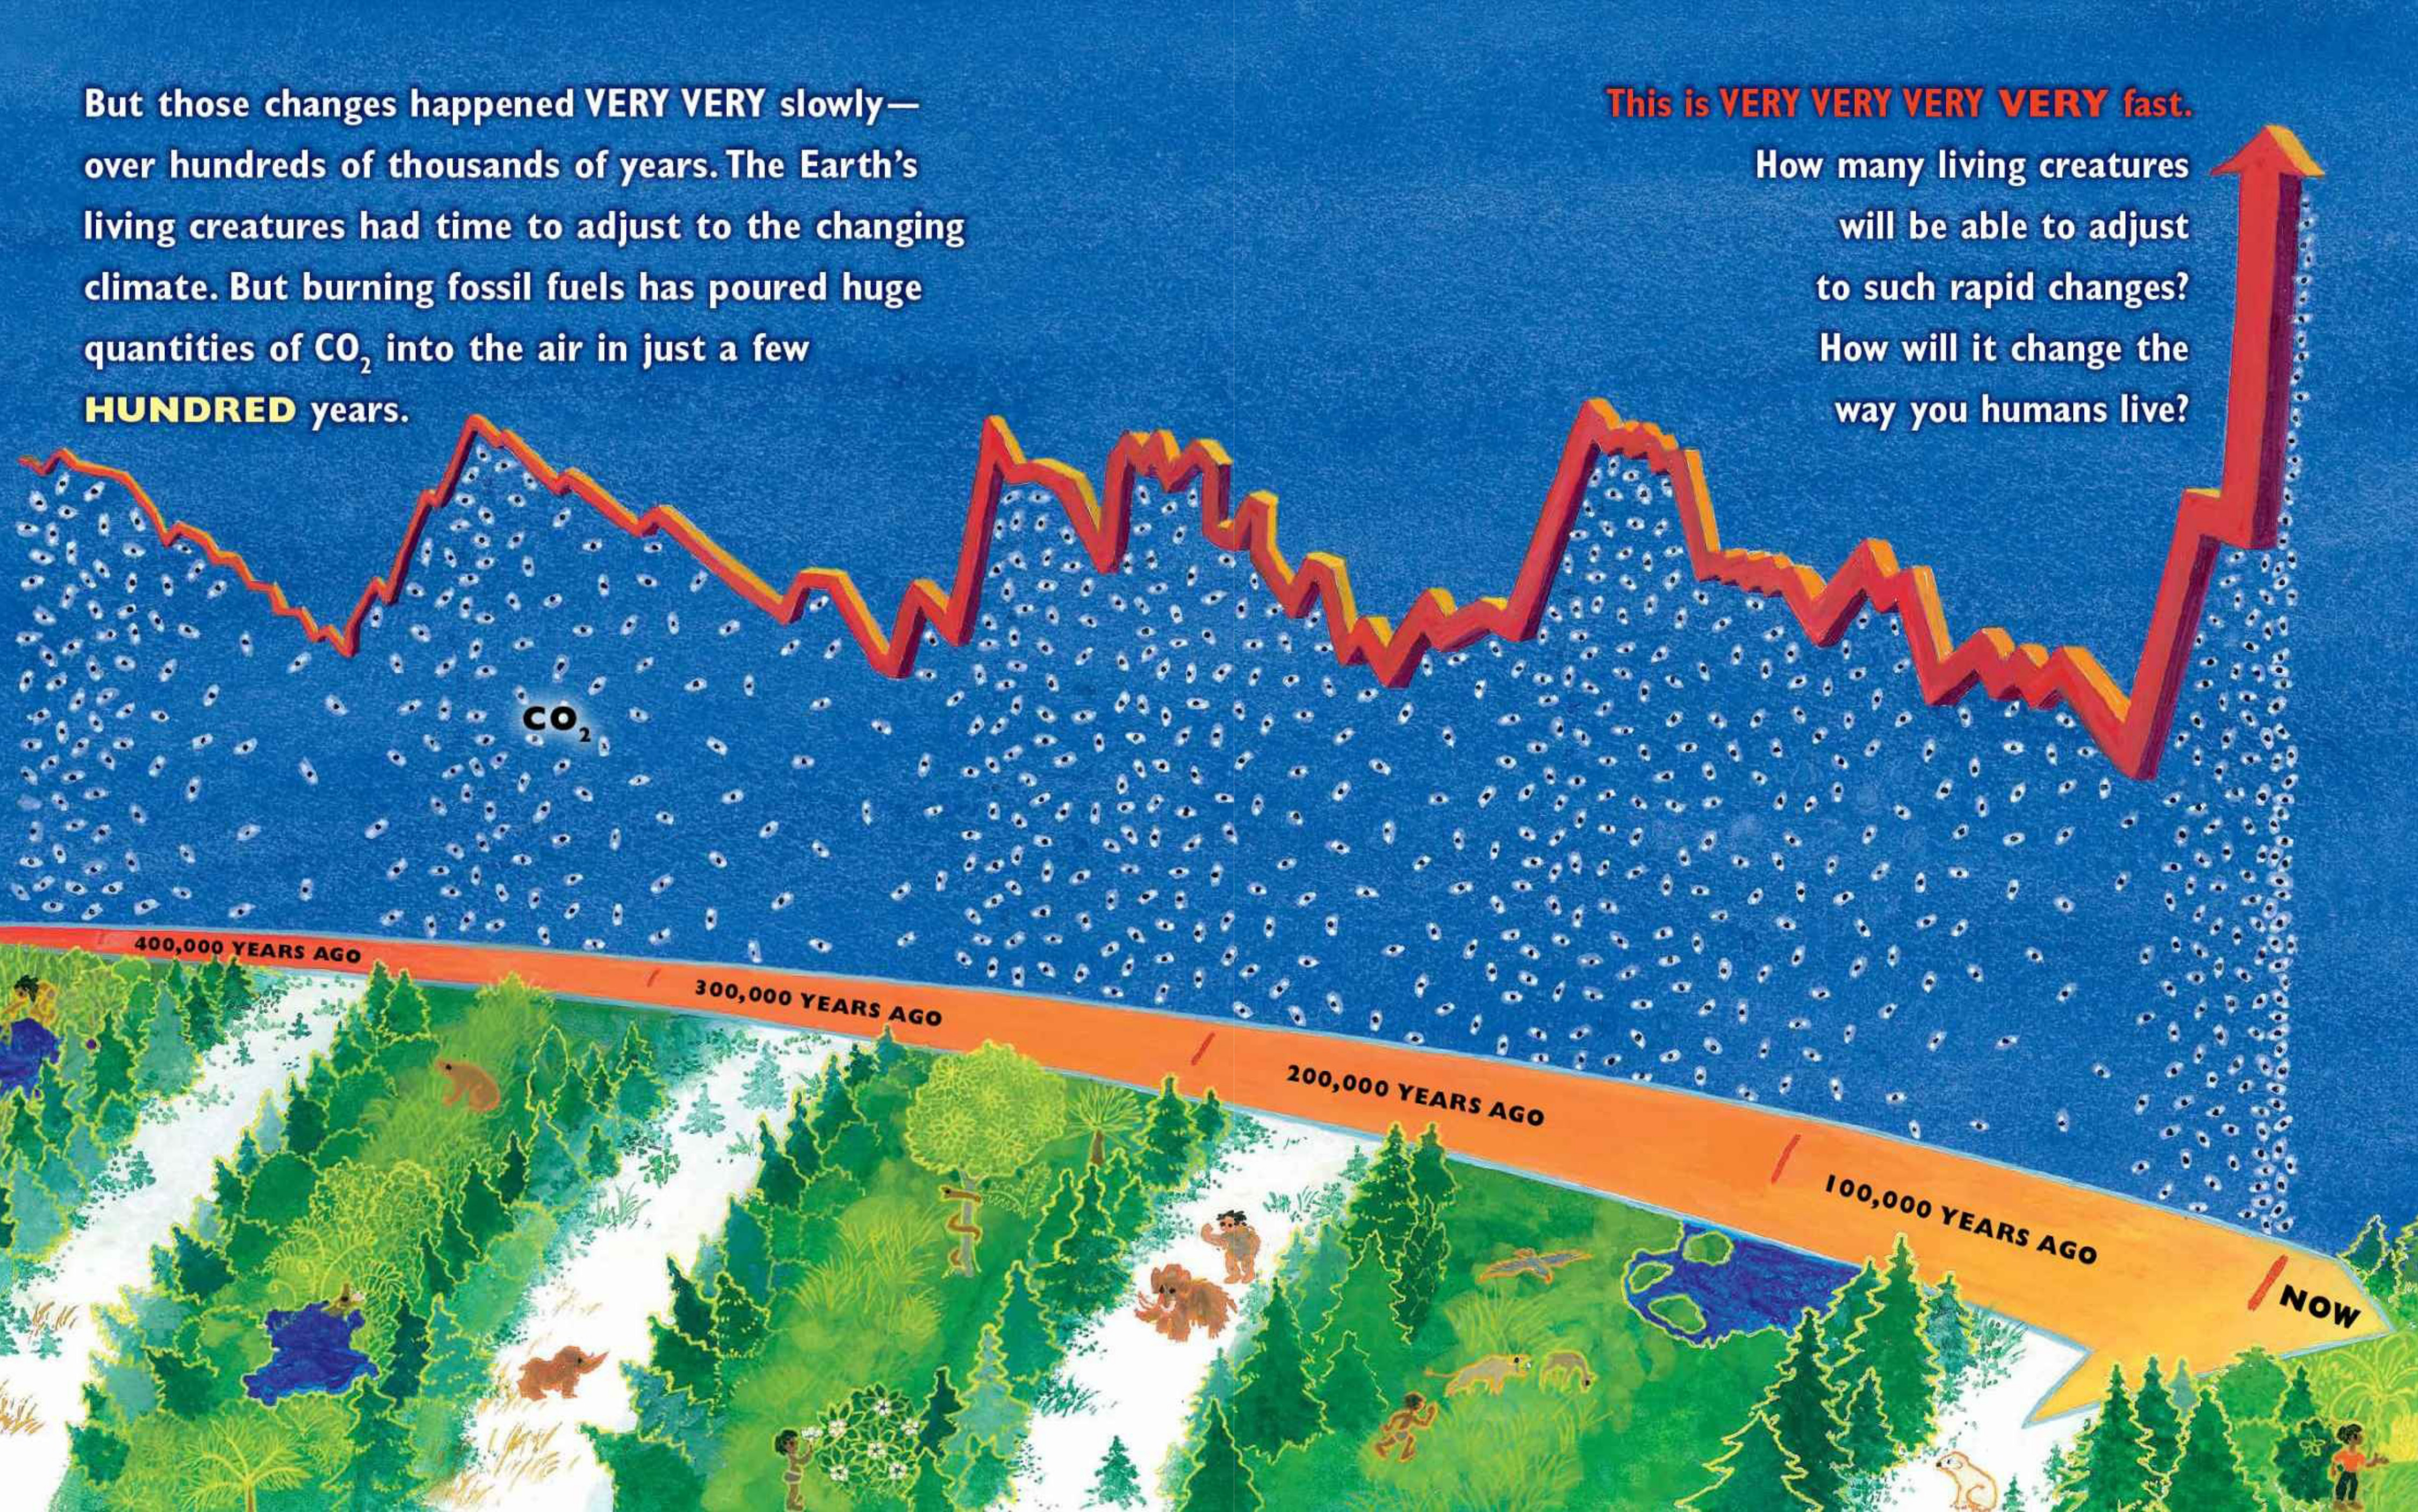 But those changes happened VERY VERY slowly—
over hundreds of thousands of years. The Earth's
living creatures had time to adjust to the changing
climate. But burning fossil fuels has poured huge
quantities of CO₂ into the air in just a few
HUNDRED years.
This is VERY VERY VERY VERY fast.
How many living creatures
will be able to adjust
to such rapid changes?
How will it change the
way you humans live?
CO₂
400,000 YEARS AGO
300,000 YEARS AGO
200,000 YEARS AGO
100,000 YEARS AGO
NOW